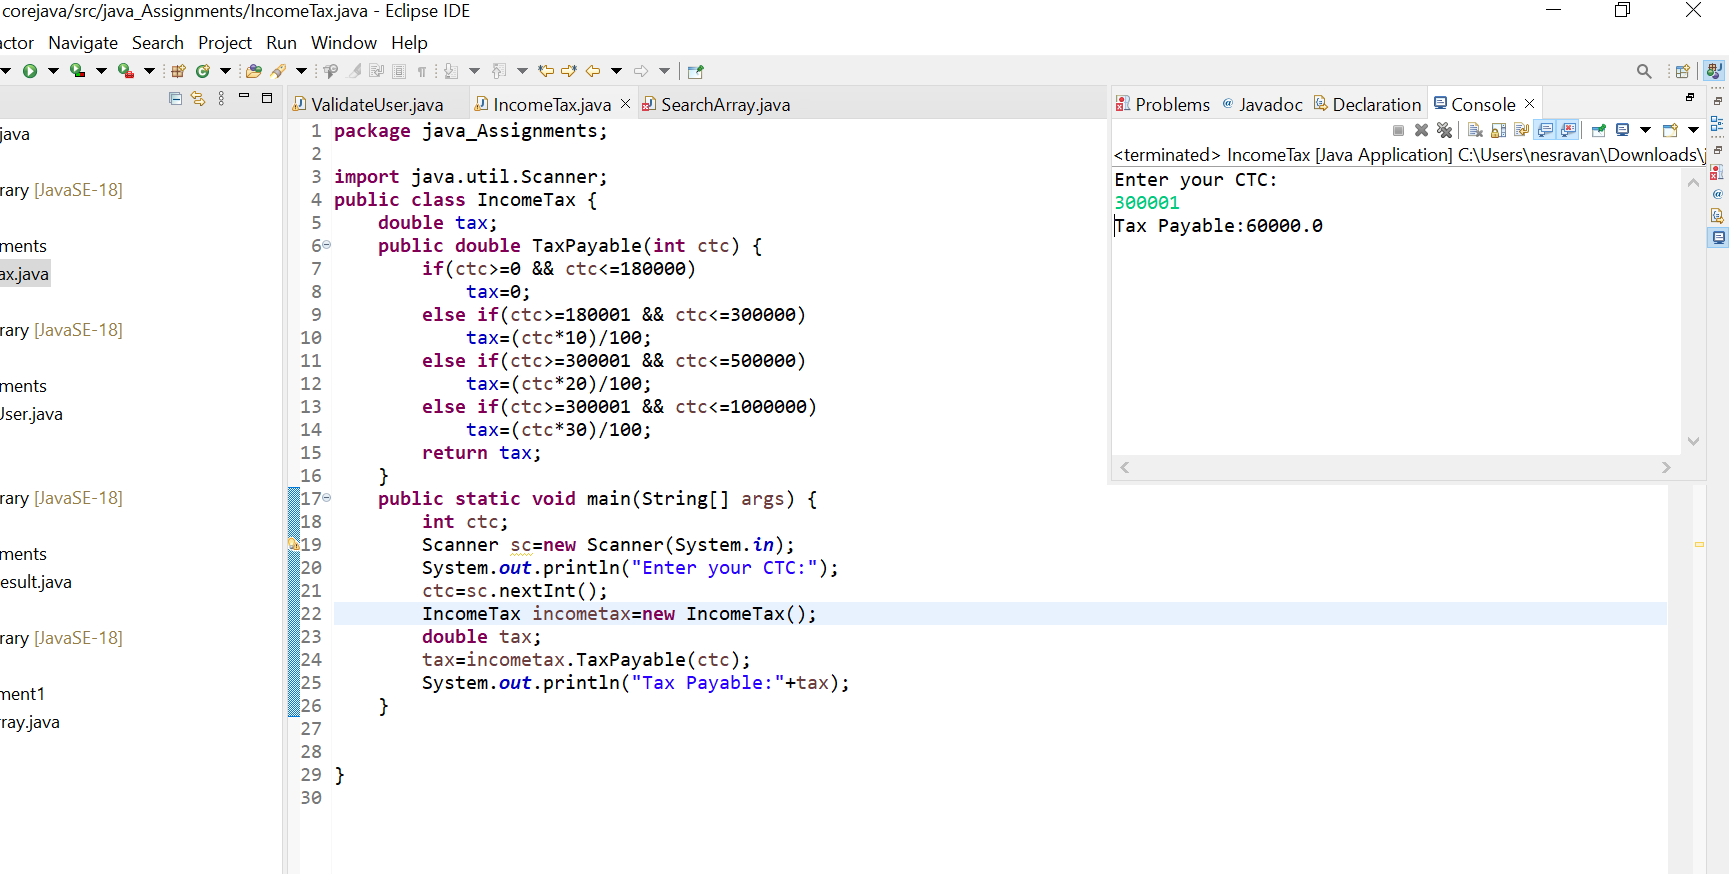 corejava/src/java_Assignments/IncomeTax.java - Eclipse IDE
actor Navigate Search Project Run Window Help
java
rary [JavaSE-18]
ments
ax.java
rary [JavaSE-18]
ments
User.java
rary [JavaSE-18]
ments
esult.java
rary [JavaSE-18]
ment1
rray.java
ValidateUser.java IncomeTax.java SearchArray.java
1 package java_Assignments;
2
3 import java.util.Scanner;
4 public class IncomeTax {
5     double tax;
6     public double TaxPayable(int ctc) {
7         if(ctc>=0 && ctc<=180000)
8             tax=0;
9         else if(ctc>=180001 && ctc<=300000)
10             tax=(ctc*10)/100;
11         else if(ctc>=300001 && ctc<=500000)
12             tax=(ctc*20)/100;
13         else if(ctc>=300001 && ctc<=1000000)
14             tax=(ctc*30)/100;
15         return tax;
16     }
17     public static void main(String[] args) {
18         int ctc;
19         Scanner sc=new Scanner(System.in);
20         System.out.println("Enter your CTC:");
21         ctc=sc.nextInt();
22         IncomeTax incometax=new IncomeTax();
23         double tax;
24         tax=incometax.TaxPayable(ctc);
25         System.out.println("Tax Payable:"+tax);
26     }
27
28
29 }
30
Problems Javadoc Declaration Console
<terminated> IncomeTax [Java Application] C:\Users\nesravan\Downloads\j
Enter your CTC:
300001
Tax Payable:60000.0